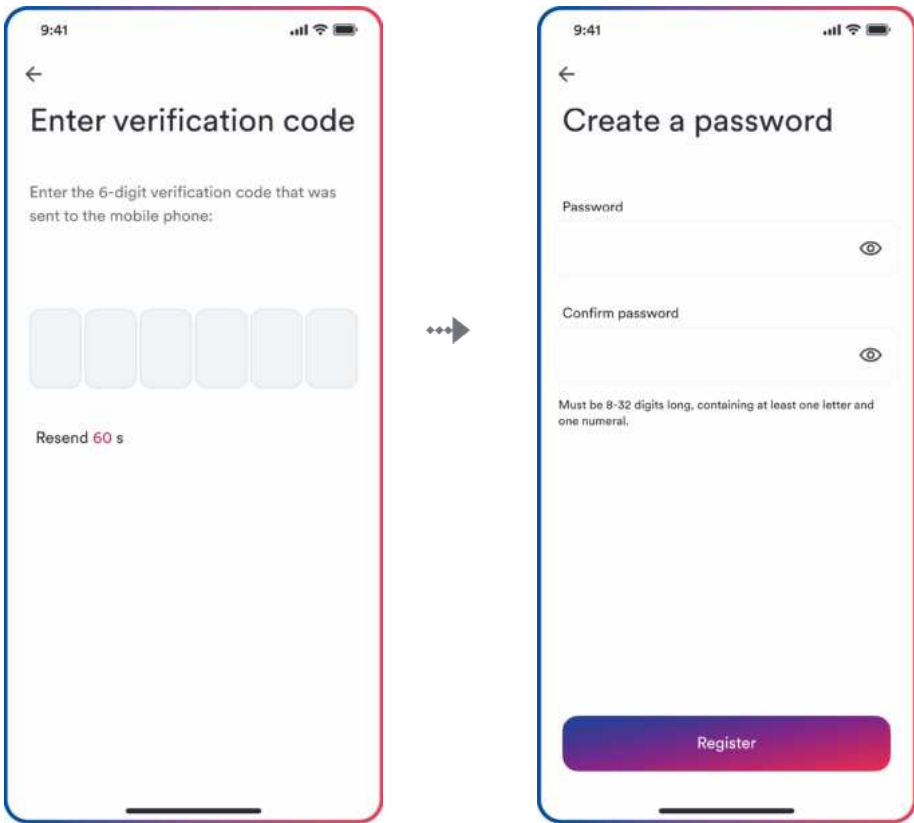 9:41
Enter verification code
Enter the 6-digit verification code that was
sent to the mobile phone:
Resend 60 s
9:41
Create a password
Password
Confirm password
Must be 8-32 digits long, containing at least one letter and
one numeral.
Register